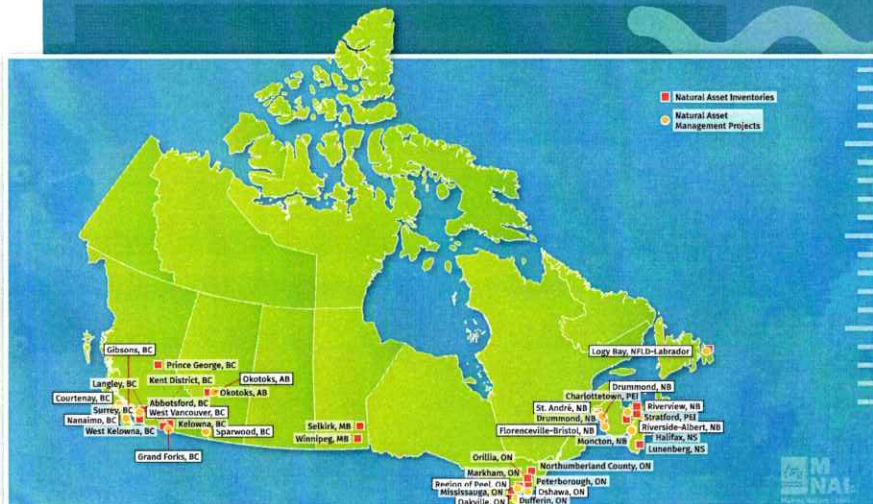 Natural Asset Inventories
Natural Asset
Management Projects
Gibsons, BC
Prince George, BC
Langley, BC
Kent District, BC
Okotoks, AB
Okotoks, AB
Courtenay, BC
Abbotsford, BC
Surrey, BC
West Vancouver, BC
Nanaimo, BC
Kelowna, BC
West Kelowna, BC
Sparwood, BC
Grand Forks, BC
Selkirk, MB
Winnipeg, MB
Logy Bay, NFLD-Labrador
Drummond, NB
Charlottetown, PEI
St. André, NB
Riverview, NB
Drummond, NB
Stratford, PEI
Florenceville-Bristol, NB
Riverside-Albert, NB
Moncton, NB
Halifax, NS
Lunenberg, NS
Orillia, ON
Northumberland County, ON
Markham, ON
Peterborough, ON
Region of Peel, ON
Mississauga, ON
Oshawa, ON
Oakville, ON
Dufferin, ON